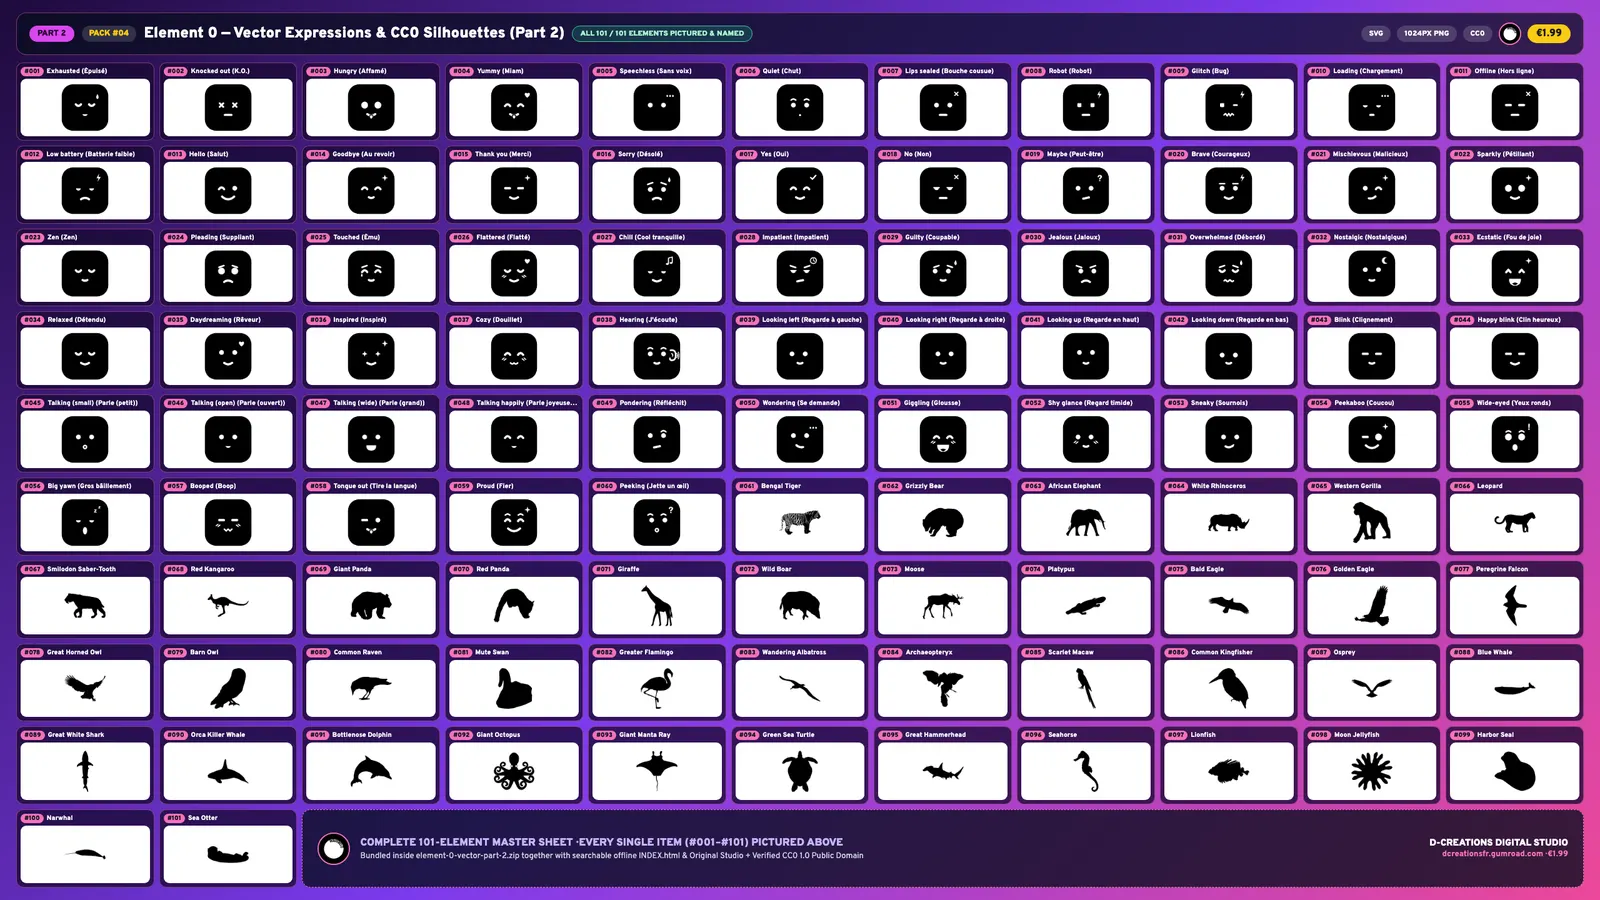 PART 2 PACK #04 Element 0 – Vector Expressions & CC0 Silhouettes (Part 2) ALL 101 / 101 ELEMENTS PICTURED & NAMED SVG 1024PX PNG CC0 €1.99
#001 Exhausted (Épuisé) #002 Knocked out (K.O.) #003 Hungry (Affamé) #004 Yummy (Miam) #005 Speechless (Sans voix) #006 Quiet (Chut) #007 Lips sealed (Bouche cousue) #008 Robot (Robot) #009 Glitch (Bug) #010 Loading (Chargement) #011 Offline (Hors ligne)
#012 Low battery (Batterie faible) #013 Hello (Salut) #014 Goodbye (Au revoir) #015 Thank you (Merci) #016 Sorry (Désolé) #017 Yes (Oui) #018 No (Non) #019 Maybe (Peut-être) #020 Brave (Courageux) #021 Mischievous (Malicieux) #022 Sparkly (Pétillant)
#023 Zen (Zen) #024 Pleading (Suppliant) #025 Touched (Ému) #026 Flattered (Flatté) #027 Chill (Cool tranquille) #028 Impatient (Impatient) #029 Guilty (Coupable) #030 Jealous (Jaloux) #031 Overwhelmed (Débordé) #032 Nostalgic (Nostalgique) #033 Ecstatic (Fou de joie)
#034 Relaxed (Détendu) #035 Daydreaming (Rêveur) #036 Inspired (Inspiré) #037 Cozy (Douillet) #038 Hearing (J'écoute) #039 Looking left (Regarde à gauche) #040 Looking right (Regarde à droite) #041 Looking up (Regarde en haut) #042 Looking down (Regarde en bas) #043 Blink (Clignement) #044 Happy blink (Clin heureux)
#045 Talking (small) (Parle (petit)) #046 Talking (open) (Parle (ouvert)) #047 Talking (wide) (Parle (grand)) #048 Talking happily (Parle joyeuse... #049 Pondering (Réfléchit) #050 Wondering (Se demande) #051 Giggling (Glousse) #052 Shy glance (Regard timide) #053 Sneaky (Sournois) #054 Peekaboo (Coucou) #055 Wide-eyed (Yeux ronds)
#056 Big yawn (Gros bâillement) #057 Booped (Boop) #058 Tongue out (Tire la langue) #059 Proud (Fier) #060 Peeking (Jette un œil) #061 Bengal Tiger #062 Grizzly Bear #063 African Elephant #064 White Rhinoceros #065 Western Gorilla #066 Leopard
#067 Smilodon Saber-Tooth #068 Red Kangaroo #069 Giant Panda #070 Red Panda #071 Giraffe #072 Wild Boar #073 Moose #074 Platypus #075 Bald Eagle #076 Golden Eagle #077 Peregrine Falcon
#078 Great Horned Owl #079 Barn Owl #080 Common Raven #081 Mute Swan #082 Greater Flamingo #083 Wandering Albatross #084 Archaeopteryx #085 Scarlet Macaw #086 Common Kingfisher #087 Osprey #088 Blue Whale
#089 Great White Shark #090 Orca Killer Whale #091 Bottlenose Dolphin #092 Giant Octopus #093 Giant Manta Ray #094 Green Sea Turtle #095 Great Hammerhead #096 Seahorse #097 Lionfish #098 Moon Jellyfish #099 Harbor Seal
#100 Narwhal #101 Sea Otter
COMPLETE 101-ELEMENT MASTER SHEET · EVERY SINGLE ITEM (#001–#101) PICTURED ABOVE
Bundled inside element-0-vector-part-2.zip together with searchable offline INDEX.html & Original Studio + Verified CC0 1.0 Public Domain
D-CREATIONS DIGITAL STUDIO
dcreationsfr.gumroad.com · €1.99